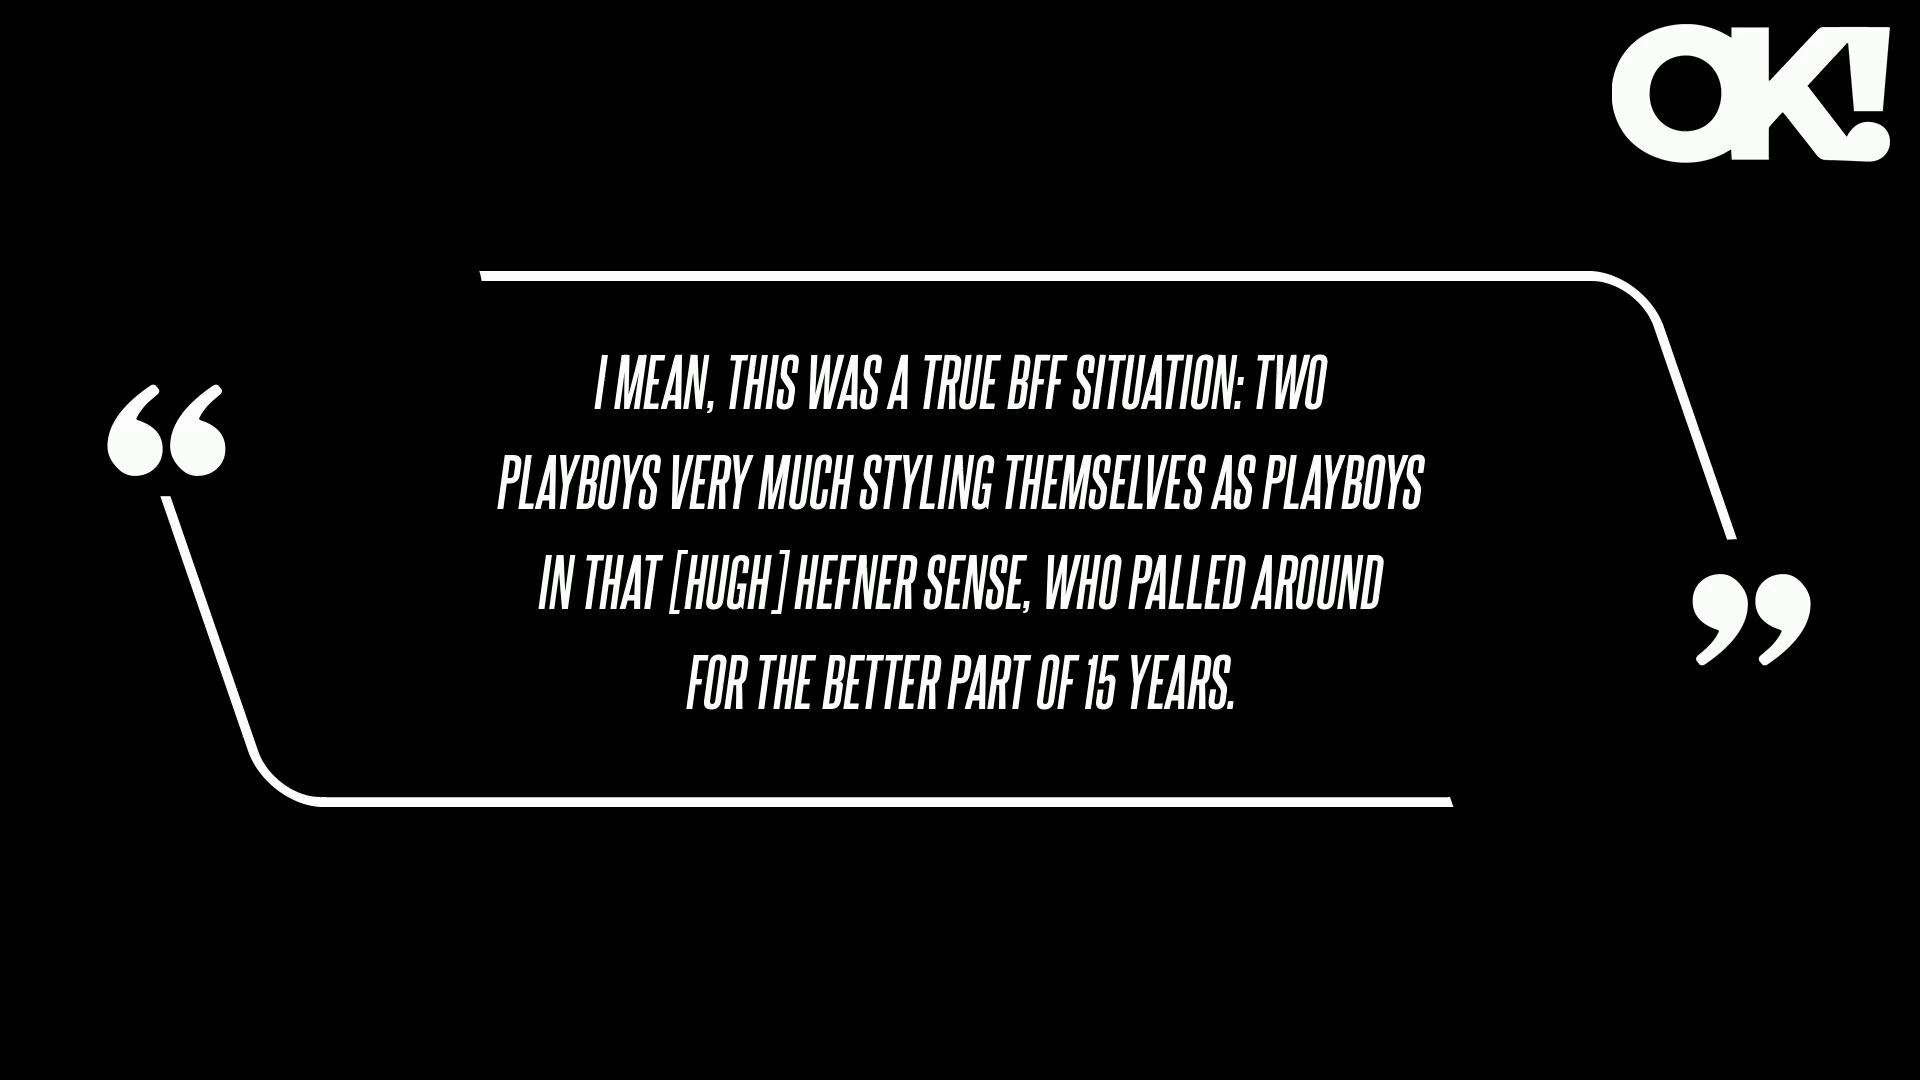 OK!
I MEAN, THIS WAS A TRUE BFF SITUATION: TWO
PLAYBOYS VERY MUCH STYLING THEMSELVES AS PLAYBOYS
IN THAT [HUGH] HEFNER SENSE, WHO PALLED AROUND
FOR THE BETTER PART OF 15 YEARS.